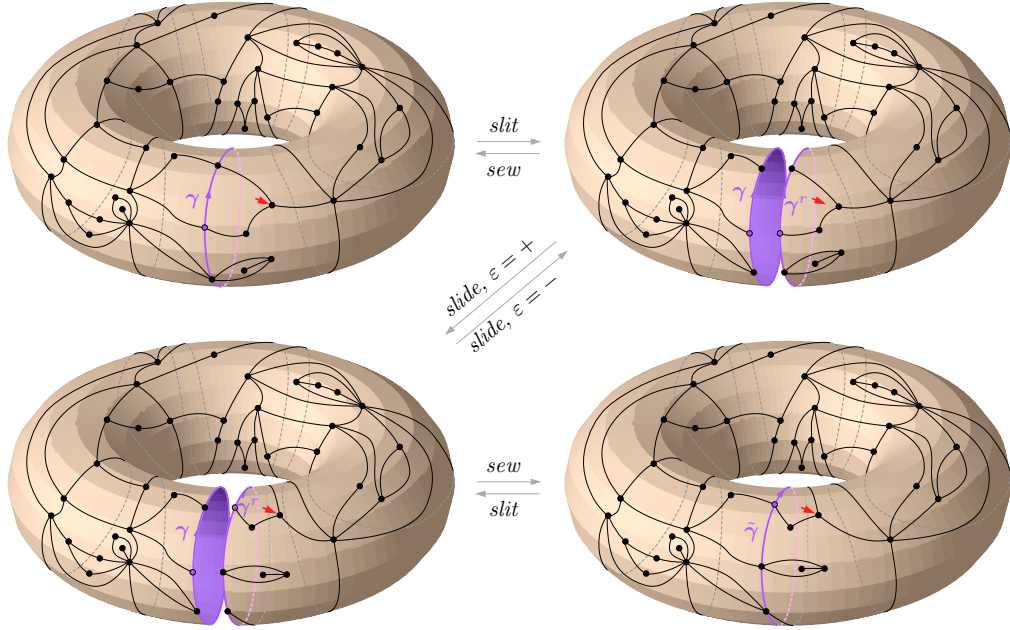 slit
sew
γ
γ
γʳ
slide, ε = +
slide, ε = −
sew
slit
γ
γʳ
γ̃